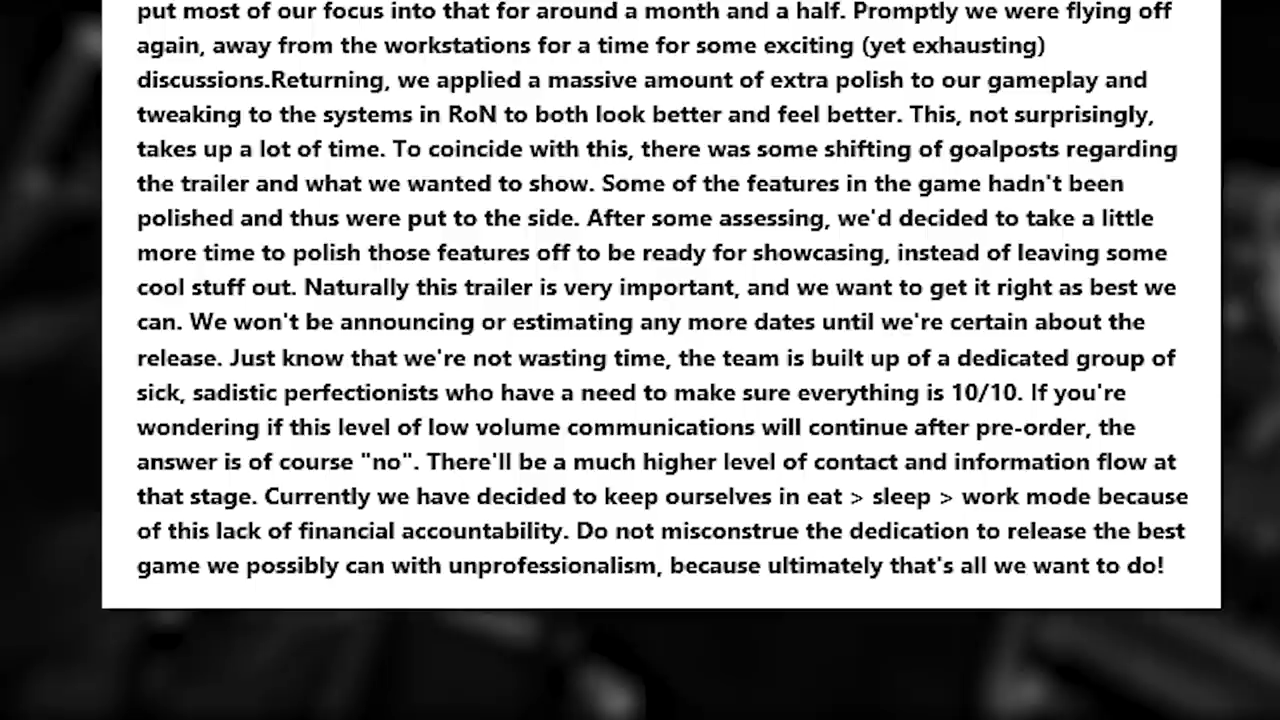 put most of our focus into that for around a month and a half. Promptly we were flying off
again, away from the workstations for a time for some exciting (yet exhausting)
discussions.Returning, we applied a massive amount of extra polish to our gameplay and
tweaking to the systems in RoN to both look better and feel better. This, not surprisingly,
takes up a lot of time. To coincide with this, there was some shifting of goalposts regarding
the trailer and what we wanted to show. Some of the features in the game hadn't been
polished and thus were put to the side. After some assessing, we'd decided to take a little
more time to polish those features off to be ready for showcasing, instead of leaving some
cool stuff out. Naturally this trailer is very important, and we want to get it right as best we
can. We won't be announcing or estimating any more dates until we're certain about the
release. Just know that we're not wasting time, the team is built up of a dedicated group of
sick, sadistic perfectionists who have a need to make sure everything is 10/10. If you're
wondering if this level of low volume communications will continue after pre-order, the
answer is of course "no". There'll be a much higher level of contact and information flow at
that stage. Currently we have decided to keep ourselves in eat > sleep > work mode because
of this lack of financial accountability. Do not misconstrue the dedication to release the best
game we possibly can with unprofessionalism, because ultimately that's all we want to do!